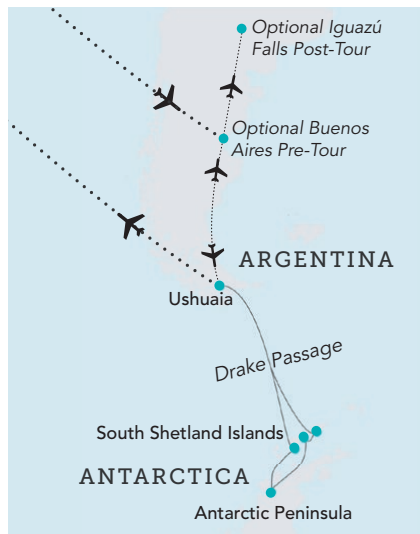 Optional Iguazú
Falls Post-Tour
Optional Buenos
Aires Pre-Tour
ARGENTINA
Ushuaia
Drake Passage
South Shetland Islands
ANTARCTICA
Antarctic Peninsula